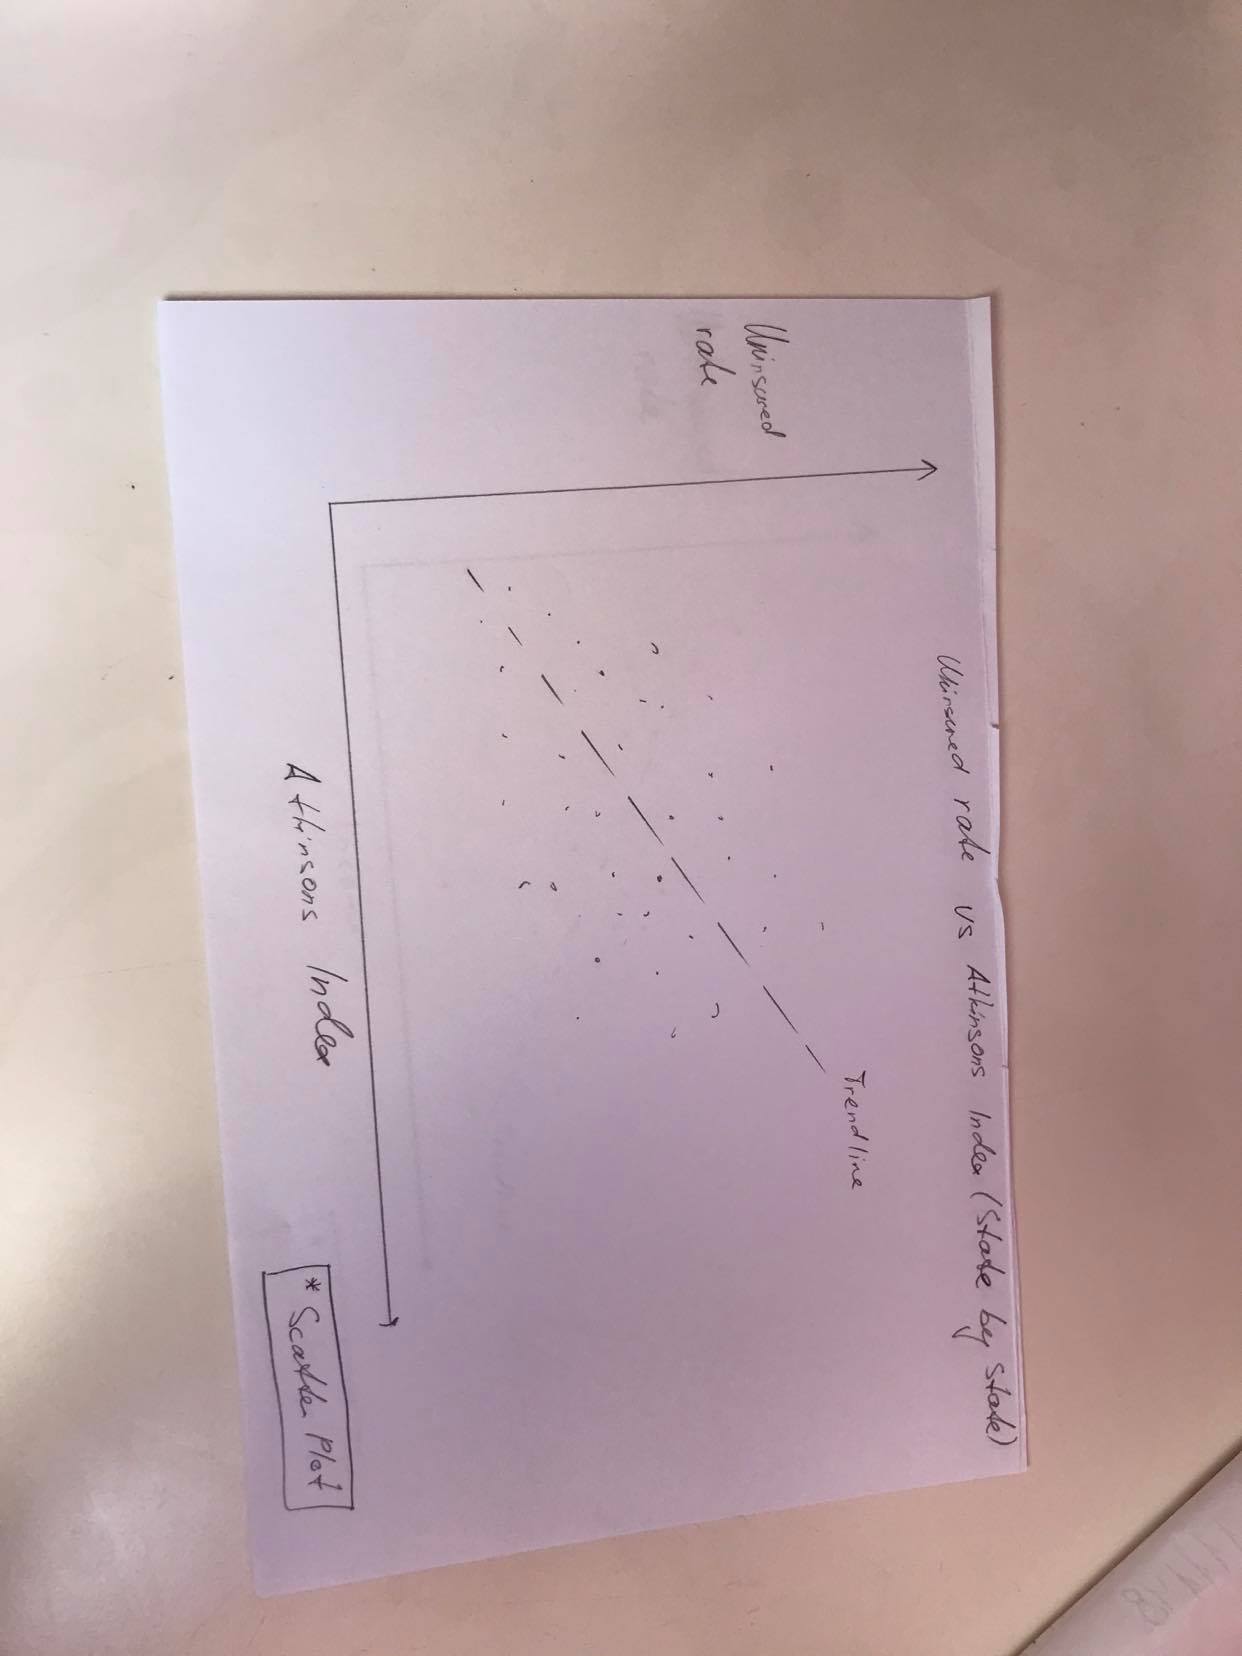 Uninsured rate vs Atkinsons Index (State by State)
Uninsured
rate
Trendline
Atkinsons Index
* Scatter Plot